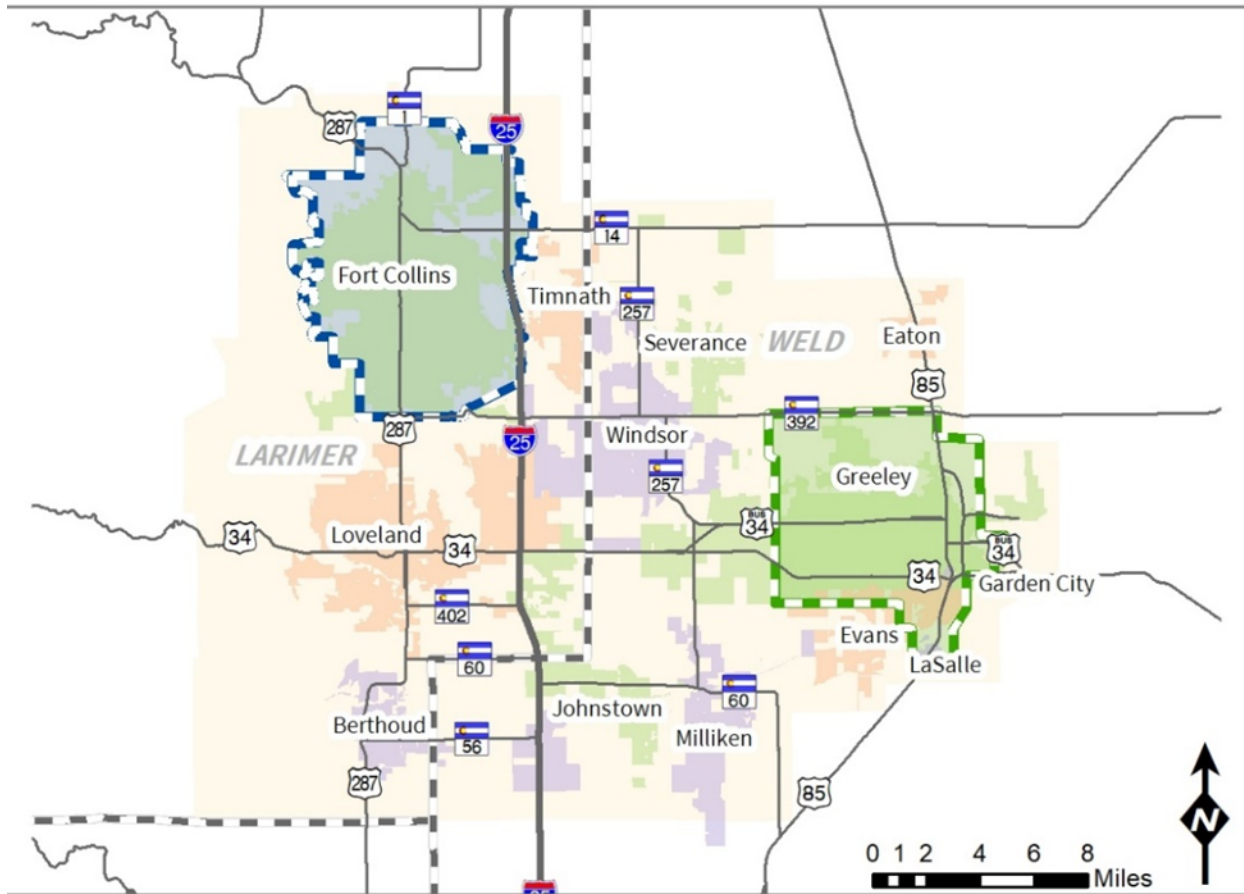 1
287
25
14
Fort Collins
Timnath
257
Severance
WELD
Eaton
85
392
287
25
Windsor
LARIMER
257
Greeley
Loveland
34
34
BUS
34
BUS
34
34
Garden City
402
Evans
60
LaSalle
60
Berthoud
Johnstown
56
Milliken
287
85
N
0 1 2 4 6 8
Miles